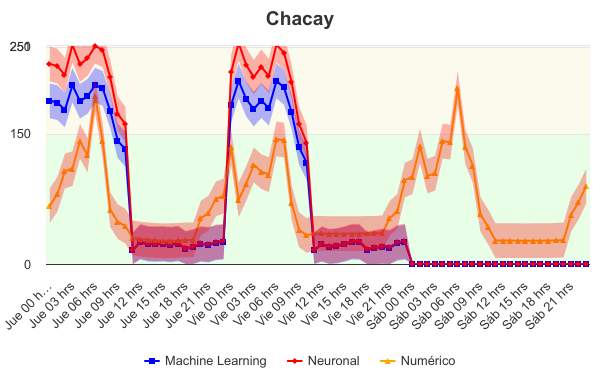 Chacay
250
150
0
Jue 00 h...
Jue 03 hrs
Jue 06 hrs
Jue 09 hrs
Jue 12 hrs
Jue 15 hrs
Jue 18 hrs
Jue 21 hrs
Vie 00 hrs
Vie 03 hrs
Vie 06 hrs
Vie 09 hrs
Vie 12 hrs
Vie 15 hrs
Vie 18 hrs
Vie 21 hrs
Sáb 00 hrs
Sáb 03 hrs
Sáb 06 hrs
Sáb 09 hrs
Sáb 12 hrs
Sáb 15 hrs
Sáb 18 hrs
Sáb 21 hrs
Machine Learning Neuronal Numérico